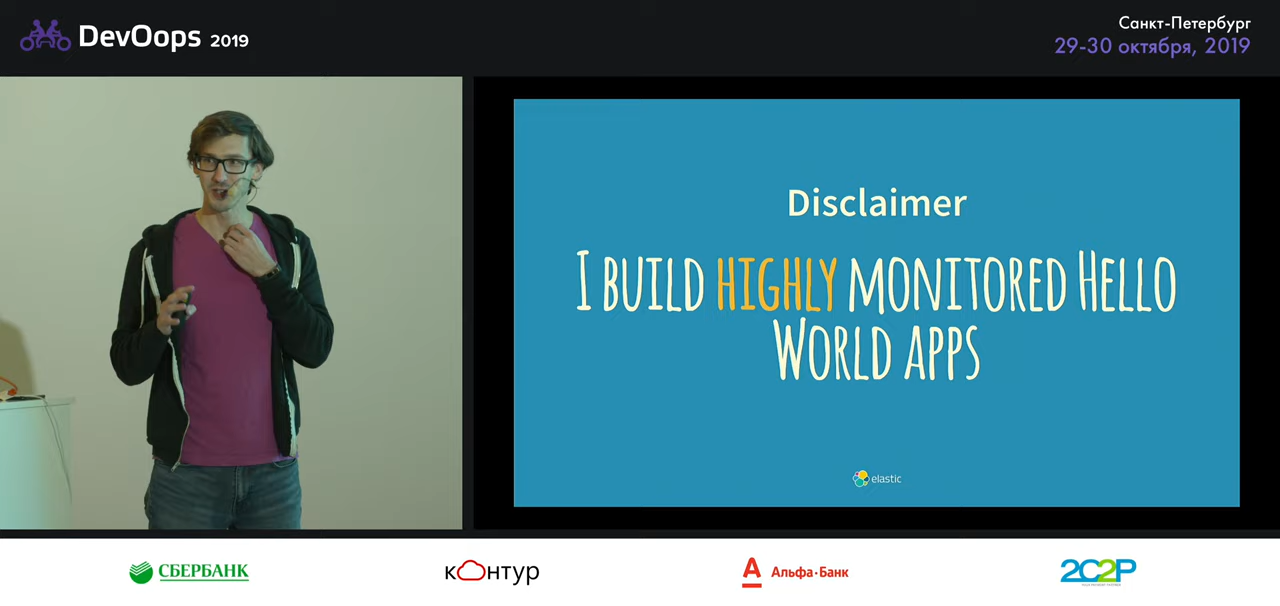 DevOops 2019
Санкт-Петербург
29-30 октября, 2019
Disclaimer
I BUILD HIGHLY MONITORED HELLO
WORLD APPS
elastic
СБЕРБАНК
кОнтур
Альфа·Банк
2C2P